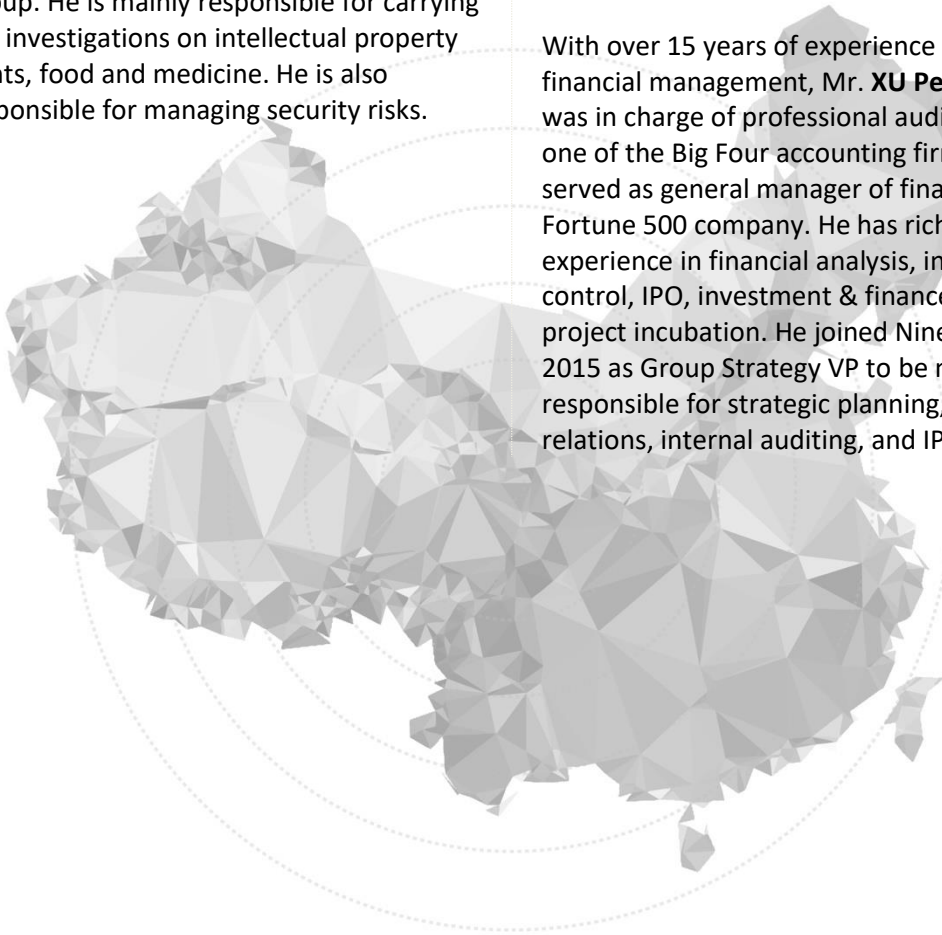 oup. He is mainly responsible for carrying
investigations on intellectual property
nts, food and medicine. He is also
ponsible for managing security risks.
With over 15 years of experience
financial management, Mr. XU Pe
was in charge of professional audi
one of the Big Four accounting fir
served as general manager of fina
Fortune 500 company. He has rich
experience in financial analysis, in
control, IPO, investment & finance
project incubation. He joined Nine
2015 as Group Strategy VP to be r
responsible for strategic planning,
relations, internal auditing, and IP